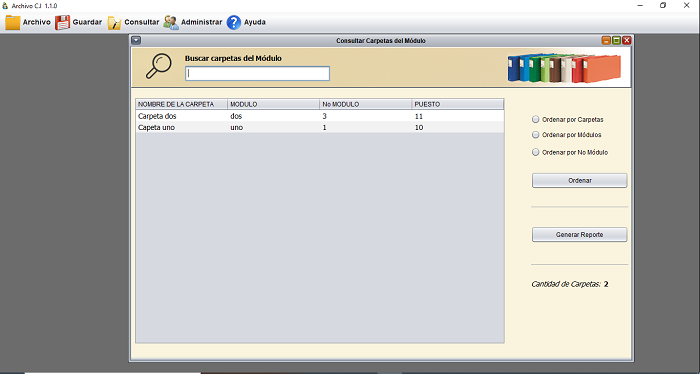 Archivo CJ 1.1.0
Archivo Guardar Consultar Administrar Ayuda
Consultar Carpetas del Módulo
Buscar carpetas del Módulo
NOMBRE DE LA CARPETA MODULO No MODULO PUESTO
Carpeta dos dos 3 11
Capeta uno uno 1 10
Ordenar por Carpetas
Ordenar por Módulos
Ordenar por No Módulo
Ordenar
Generar Reporte
Cantidad de Carpetas: 2